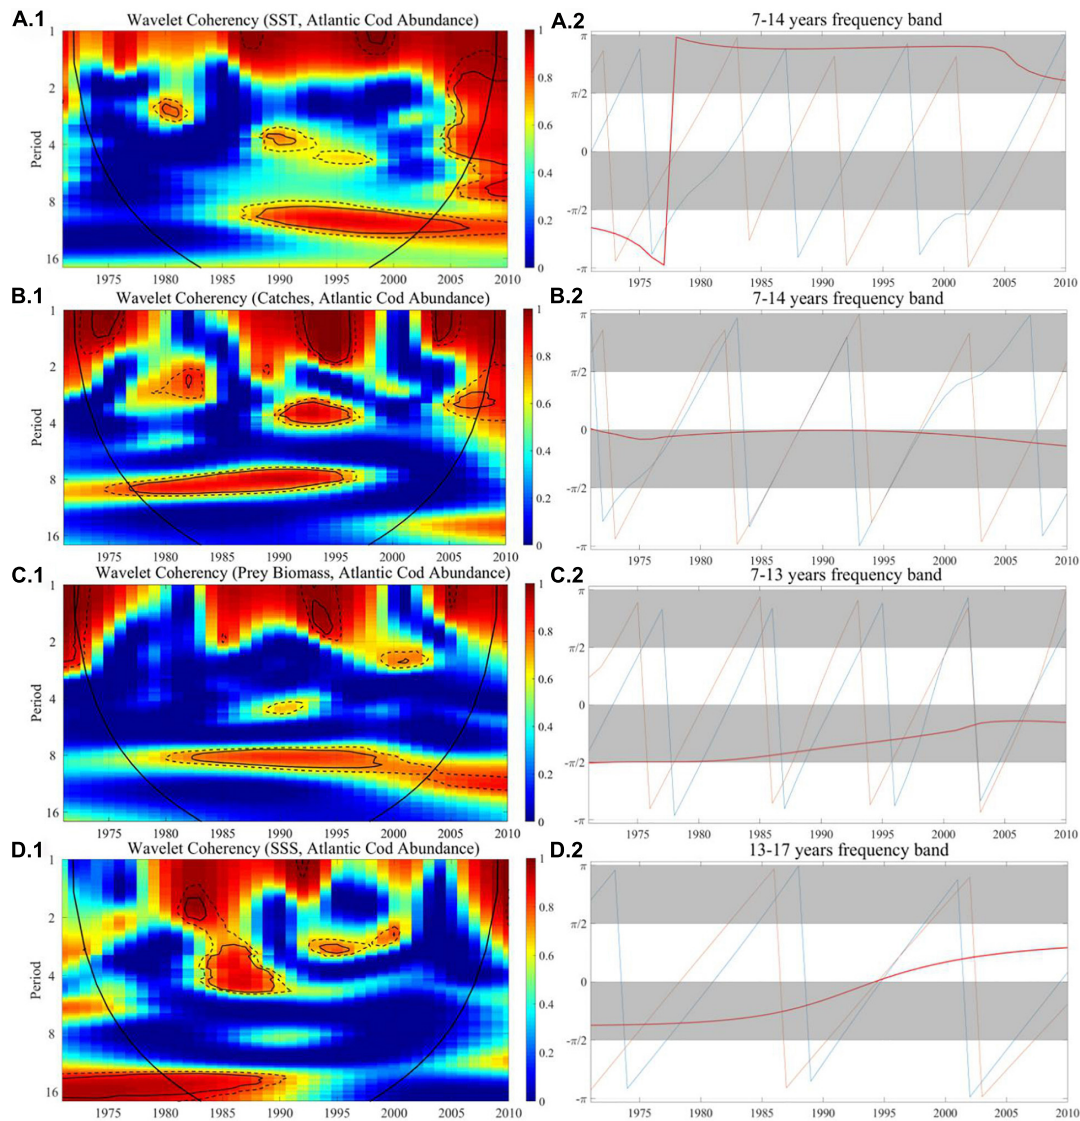 A.1
Wavelet Coherency (SST, Atlantic Cod Abundance)
1
2
4
8
16
Period
1975 1980 1985 1990 1995 2000 2005 2010
1
0.8
0.6
0.4
0.2
0
A.2
7-14 years frequency band
π
π/2
0
-π/2
-π
1975 1980 1985 1990 1995 2000 2005 2010
B.1
Wavelet Coherency (Catches, Atlantic Cod Abundance)
1
2
4
8
16
Period
1975 1980 1985 1990 1995 2000 2005 2010
1
0.8
0.6
0.4
0.2
0
B.2
7-14 years frequency band
π
π/2
0
-π/2
-π
1975 1980 1985 1990 1995 2000 2005 2010
C.1
Wavelet Coherency (Prey Biomass, Atlantic Cod Abundance)
1
2
4
8
16
Period
1975 1980 1985 1990 1995 2000 2005 2010
1
0.8
0.6
0.4
0.2
0
C.2
7-13 years frequency band
π
π/2
0
-π/2
-π
1975 1980 1985 1990 1995 2000 2005 2010
D.1
Wavelet Coherency (SSS, Atlantic Cod Abundance)
1
2
4
8
16
Period
1975 1980 1985 1990 1995 2000 2005 2010
1
0.8
0.6
0.4
0.2
0
D.2
13-17 years frequency band
π
π/2
0
-π/2
-π
1975 1980 1985 1990 1995 2000 2005 2010